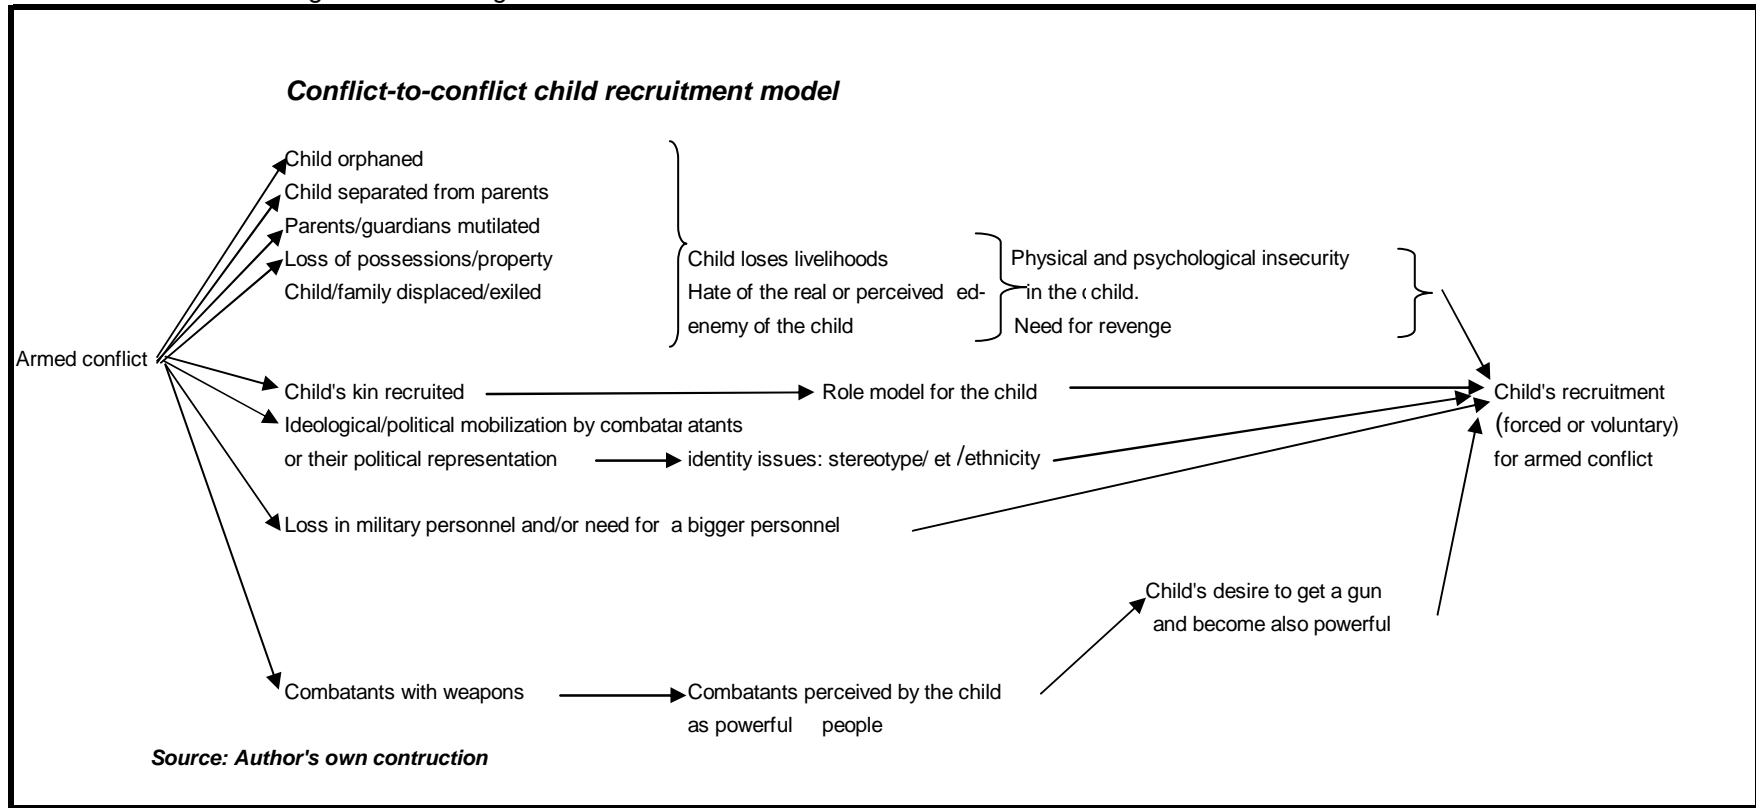 Conflict-to-conflict child recruitment model
Child orphaned
Child separated from parents
Parents/guardians mutilated
Loss of possessions/property
Child/family displaced/exiled
Child loses livelihoods
Hate of the real or perceived ed-
enemy of the child
Physical and psychological insecurity
in the child.
Need for revenge
Armed conflict
Child's kin recruited
Role model for the child
Ideological/political mobilization by combatar atants
or their political representation
identity issues: stereotype/ et /ethnicity
Child's recruitment
(forced or voluntary)
for armed conflict
Loss in military personnel and/or need for a bigger personnel
Child's desire to get a gun
and become also powerful
Combatants with weapons
Combatants perceived by the child
as powerful people
Source: Author's own contruction